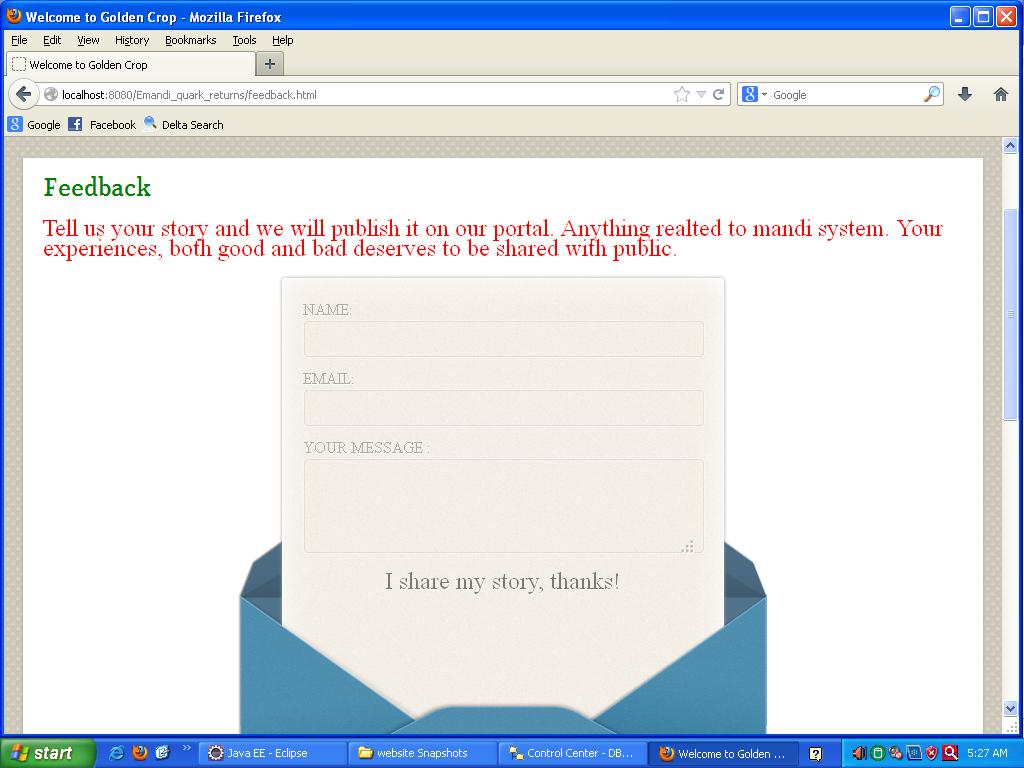 Welcome to Golden Crop - Mozilla Firefox
File Edit View History Bookmarks Tools Help
Welcome to Golden Crop
localhost:8080/Emandi_quark_returns/feedback.html
Google
Google Facebook Delta Search
Feedback
Tell us your story and we will publish it on our portal. Anything realted to mandi system. Your
experiences, both good and bad deserves to be shared with public.
NAME:
EMAIL:
YOUR MESSAGE :
I share my story, thanks!
start
Java EE - Eclipse
website Snapshots
Control Center - DB...
Welcome to Golden ...
5:27 AM